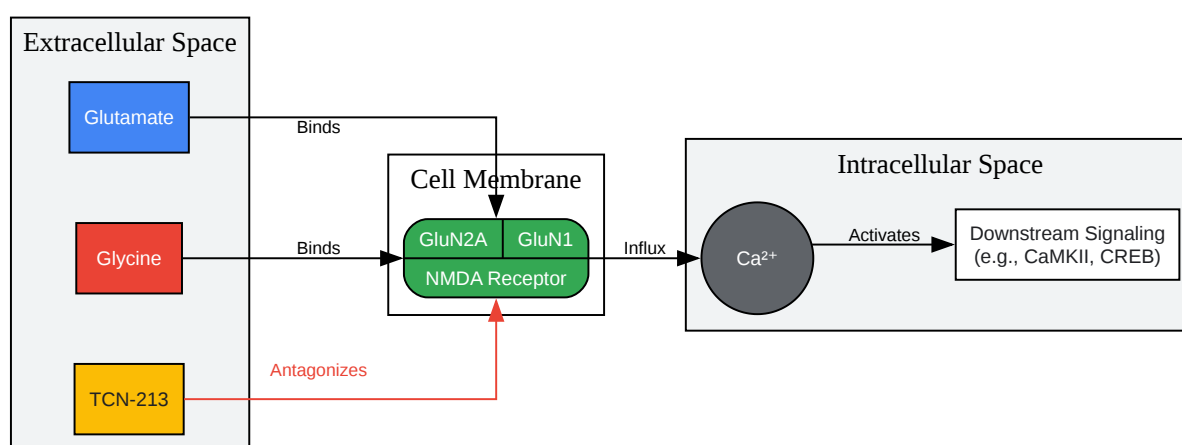 Extracellular Space
Glutamate
Binds
Cell Membrane
GluN2A
GluN1
NMDA Receptor
Glycine
Binds
Influx
Intracellular Space
Ca²⁺
Activates
Downstream Signaling
(e.g., CaMKII, CREB)
TCN-213
Antagonizes